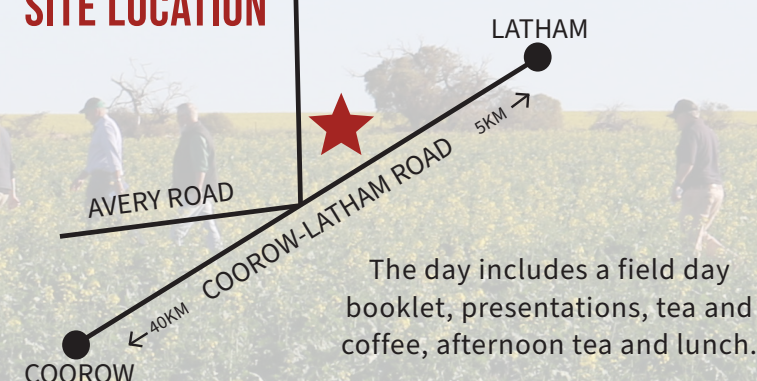 SITE LOCATION
LATHAM
5KM
AVERY ROAD
COOROW-LATHAM ROAD
40KM
COOROW
The day includes a field day
booklet, presentations, tea and
coffee, afternoon tea and lunch.